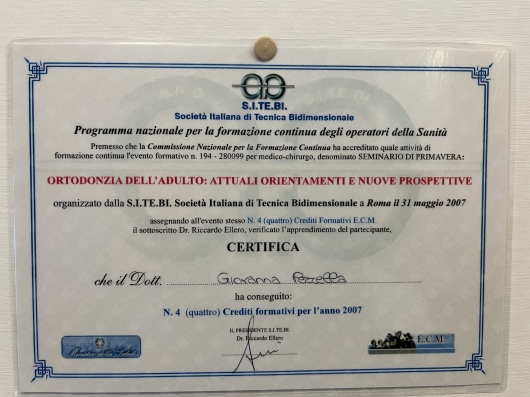 S.I.TE.BI.
Società Italiana di Tecnica Bidimensionale
Programma nazionale per la formazione continua degli operatori della Sanità
Premesso che la Commissione Nazionale per la Formazione Continua ha accreditato quale attività di
formazione continua l'evento formativo n. 194 - 280099 per medico-chirurgo, denominato SEMINARIO DI PRIMAVERA:
ORTODONZIA DELL'ADULTO: ATTUALI ORIENTAMENTI E NUOVE PROSPETTIVE
organizzato dalla S.I.TE.BI. Società Italiana di Tecnica Bidimensionale a Roma il 31 maggio 2007
assegnando all'evento stesso N. 4 (quattro) Crediti Formativi E.C.M.
il sottoscritto Dr. Riccardo Ellero, verificato l'apprendimento del partecipante,
CERTIFICA
che il Dott. Giovanna
ha conseguito:
N. 4 (quattro) Crediti formativi per l'anno 2007
IL PRESIDENTE S.I.TE.BI.
Dr. Riccardo Ellero
E.C.M.